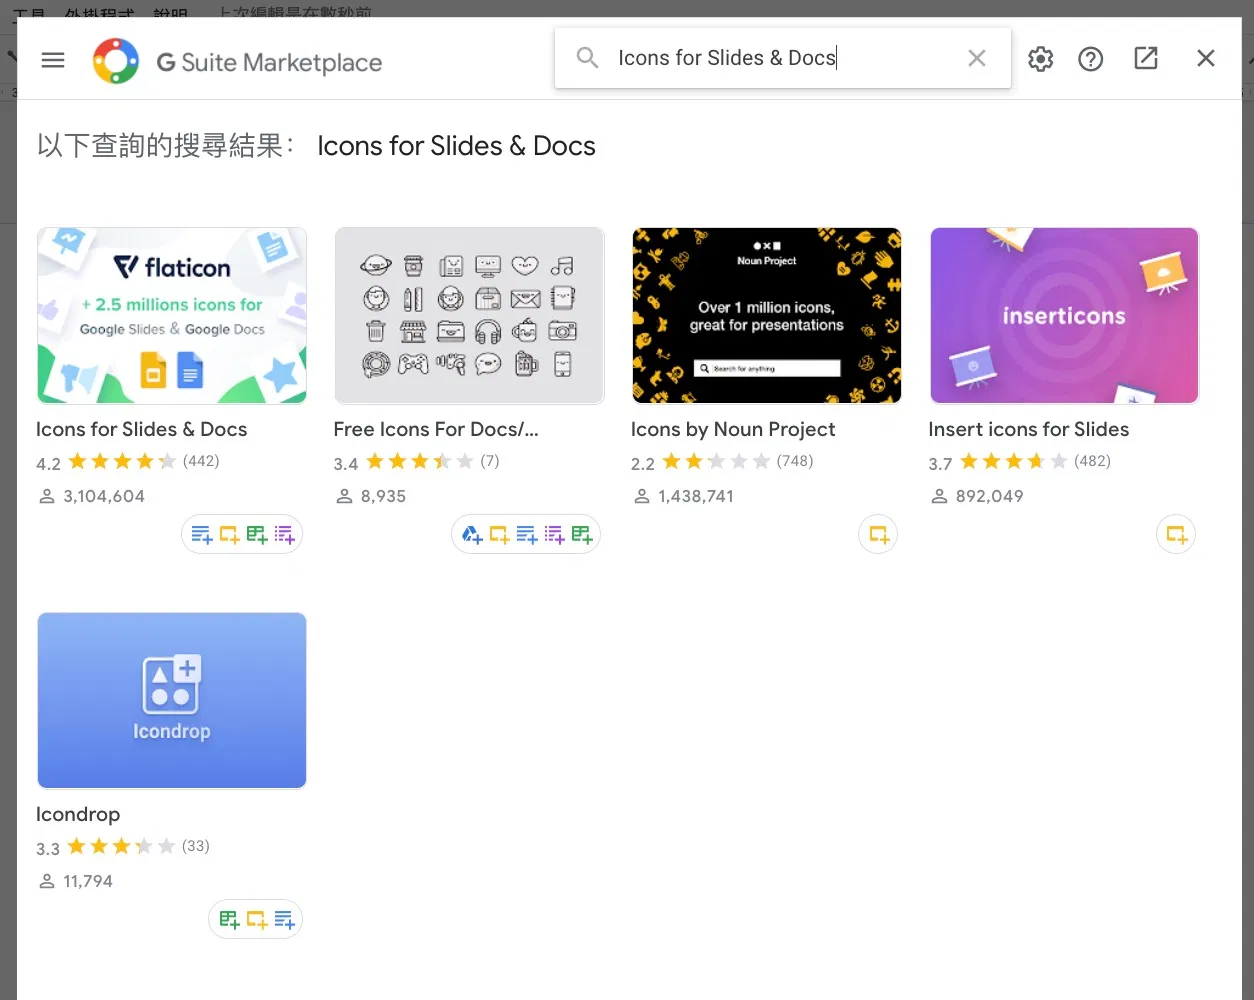 工具 外掛程式 說明 上次編輯是在數秒前
G Suite Marketplace
Icons for Slides & Docs
以下查詢的搜尋結果： Icons for Slides & Docs
flaticon
+ 2.5 millions icons for
Google Slides & Google Docs
Icons for Slides & Docs
4.2 (442)
3,104,604
Free Icons For Docs/...
3.4 (7)
8,935
Noun Project
Over 1 million icons,
great for presentations
Search for anything
Icons by Noun Project
2.2 (748)
1,438,741
inserticons
Insert icons for Slides
3.7 (482)
892,049
Icondrop
Icondrop
3.3 (33)
11,794